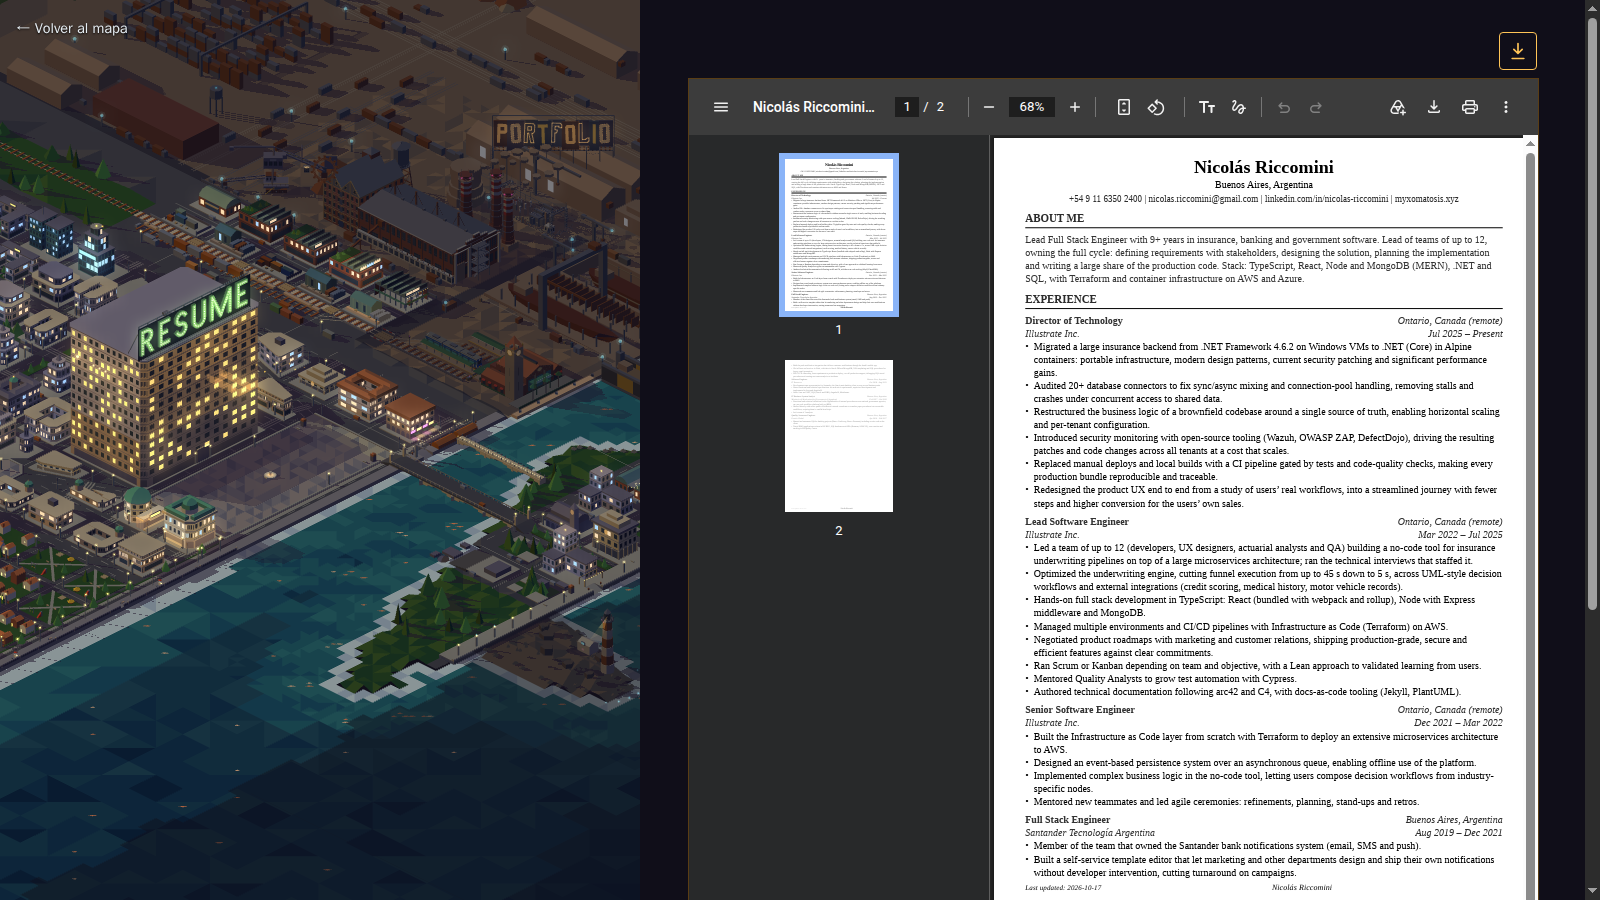 ← Volver al mapa
PORTFOLIO
RESUME
Nicolás Riccomini...
1 / 2
68%
1
2
Nicolás Riccomini
Buenos Aires, Argentina
+54 9 11 6350 2400 | nicolas.riccomini@gmail.com | linkedin.com/in/nicolas-riccomini | myxomatosis.xyz
ABOUT ME
Lead Full Stack Engineer with 9+ years in insurance, banking and government software. Lead of teams of up to 12,
owning the full cycle: defining requirements with stakeholders, designing the solution, planning the implementation
and writing a large share of the production code. Stack: TypeScript, React, Node and MongoDB (MERN), .NET and
SQL, with Terraform and container infrastructure on AWS and Azure.
EXPERIENCE
Director of Technology Ontario, Canada (remote)
Illustrate Inc. Jul 2025 – Present
• Migrated a large insurance backend from .NET Framework 4.6.2 on Windows VMs to .NET (Core) in Alpine
containers: portable infrastructure, modern design patterns, current security patching and significant performance
gains.
• Audited 20+ database connectors to fix sync/async mixing and connection-pool handling, removing stalls and
crashes under concurrent access to shared data.
• Restructured the business logic of a brownfield codebase around a single source of truth, enabling horizontal scaling
and per-tenant configuration.
• Introduced security monitoring with open-source tooling (Wazuh, OWASP ZAP, DefectDojo), driving the resulting
patches and code changes across all tenants at a cost that scales.
• Replaced manual deploys and local builds with a CI pipeline gated by tests and code-quality checks, making every
production bundle reproducible and traceable.
• Redesigned the product UX end to end from a study of users’ real workflows, into a streamlined journey with fewer
steps and higher conversion for the users’ own sales.
Lead Software Engineer Ontario, Canada (remote)
Illustrate Inc. Mar 2022 – Jul 2025
• Led a team of up to 12 (developers, UX designers, actuarial analysts and QA) building a no-code tool for insurance
underwriting pipelines on top of a large microservices architecture; ran the technical interviews that staffed it.
• Optimized the underwriting engine, cutting funnel execution from up to 45 s down to 5 s, across UML-style decision
workflows and external integrations (credit scoring, medical history, motor vehicle records).
• Hands-on full stack development in TypeScript: React (bundled with webpack and rollup), Node with Express
middleware and MongoDB.
• Managed multiple environments and CI/CD pipelines with Infrastructure as Code (Terraform) on AWS.
• Negotiated product roadmaps with marketing and customer relations, shipping production-grade, secure and
efficient features against clear commitments.
• Ran Scrum or Kanban depending on team and objective, with a Lean approach to validated learning from users.
• Mentored Quality Analysts to grow test automation with Cypress.
• Authored technical documentation following arc42 and C4, with docs-as-code tooling (Jekyll, PlantUML).
Senior Software Engineer Ontario, Canada (remote)
Illustrate Inc. Dec 2021 – Mar 2022
• Built the Infrastructure as Code layer from scratch with Terraform to deploy an extensive microservices architecture
to AWS.
• Designed an event-based persistence system over an asynchronous queue, enabling offline use of the platform.
• Implemented complex business logic in the no-code tool, letting users compose decision workflows from industry-
specific nodes.
• Mentored new teammates and led agile ceremonies: refinements, planning, stand-ups and retros.
Full Stack Engineer Buenos Aires, Argentina
Santander Tecnología Argentina Aug 2019 – Dec 2021
• Member of the team that owned the Santander bank notifications system (email, SMS and push).
• Built a self-service template editor that let marketing and other departments design and ship their own notifications
without developer intervention, cutting turnaround on campaigns.
Last updated: 2026-10-17 Nicolás Riccomini